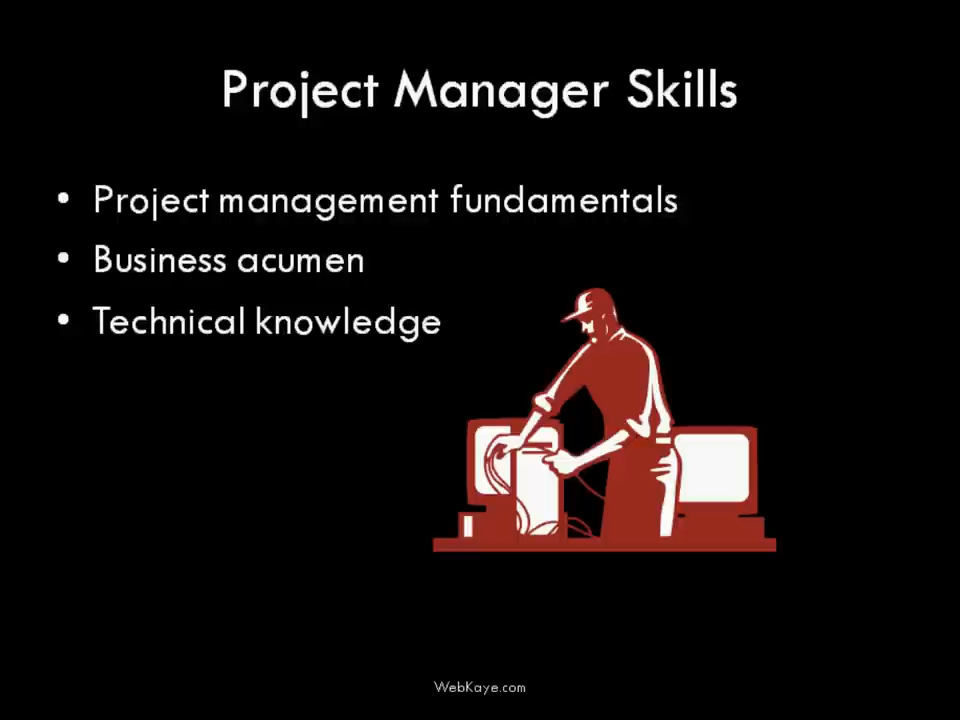 Project Manager Skills
• Project management fundamentals
• Business acumen
• Technical knowledge
WebKaye.com